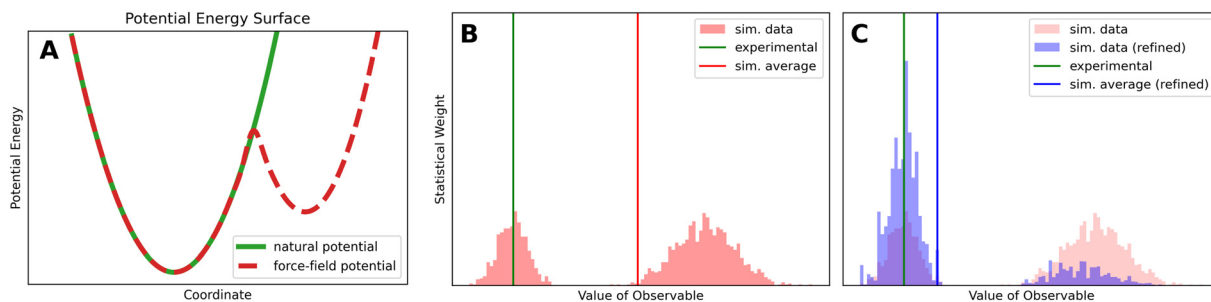 Potential Energy Surface
A
Potential Energy
natural potential
force-field potential
Coordinate
B
sim. data
experimental
sim. average
Statistical Weight
Value of Observable
C
sim. data
sim. data (refined)
experimental
sim. average (refined)
Value of Observable